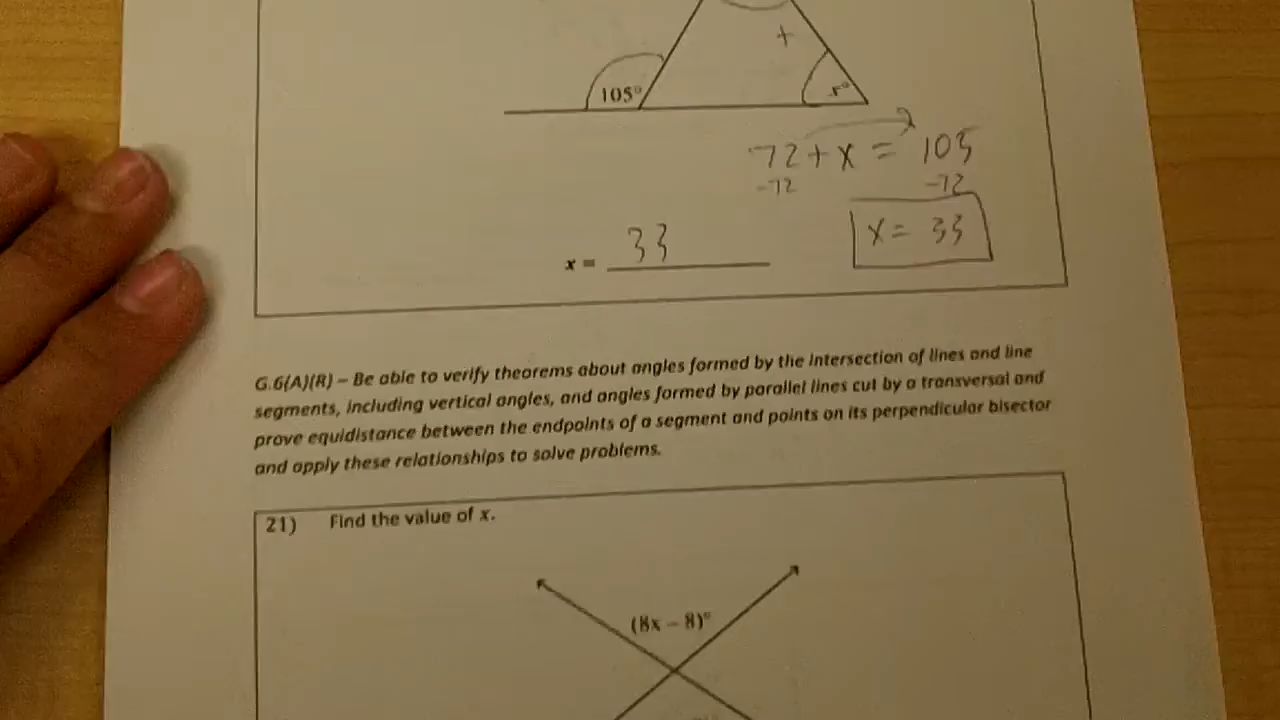 +
105°
x°
72 + x = 105
-72 -72
x = 33
x = 33
G.6(A)(R) – Be able to verify theorems about angles formed by the intersection of lines and line
segments, including vertical angles, and angles formed by parallel lines cut by a transversal and
prove equidistance between the endpoints of a segment and points on its perpendicular bisector
and apply these relationships to solve problems.
21) Find the value of x.
(8x – 8)°